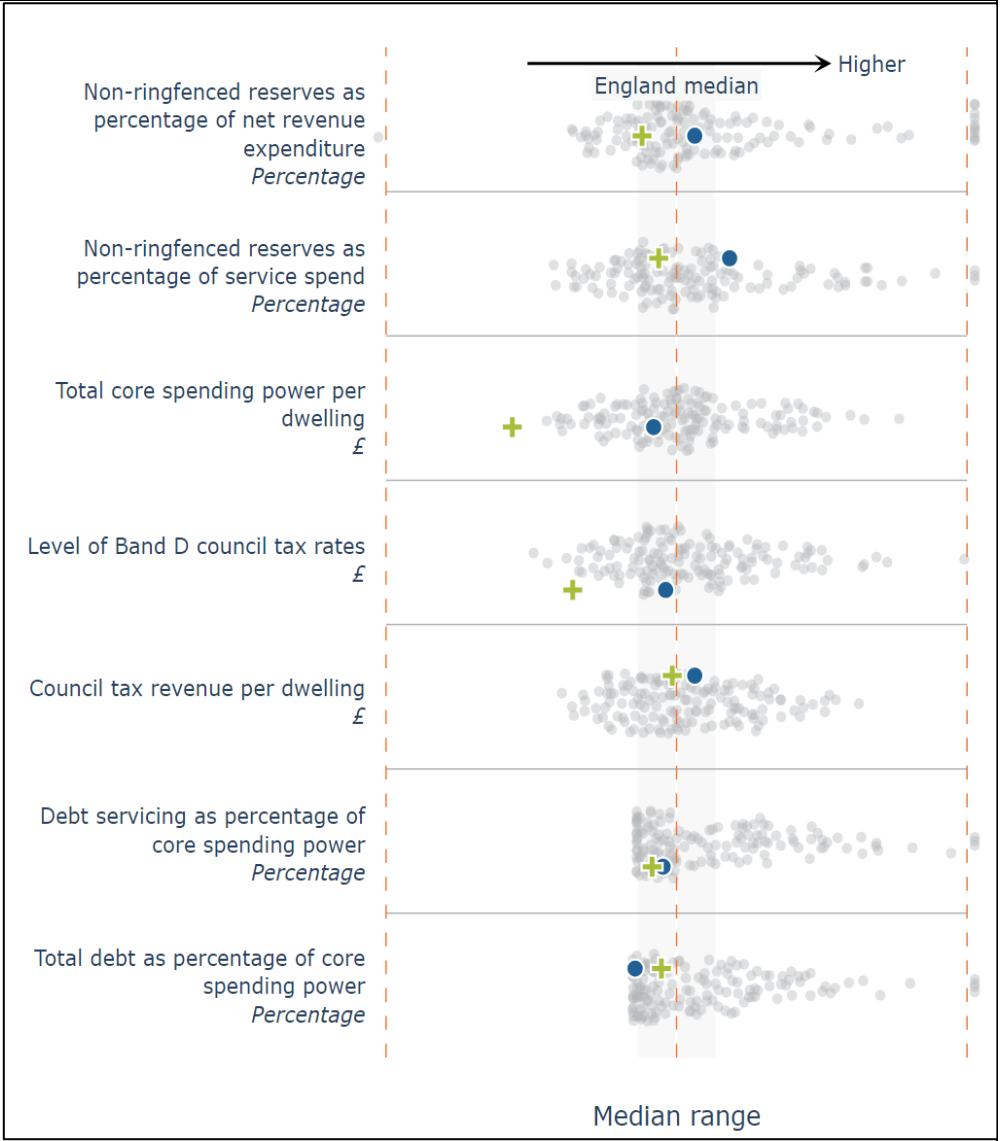 Higher
England median
Non-ringfenced reserves as
percentage of net revenue
expenditure
Percentage
Non-ringfenced reserves as
percentage of service spend
Percentage
Total core spending power per
dwelling
£
Level of Band D council tax rates
£
Council tax revenue per dwelling
£
Debt servicing as percentage of
core spending power
Percentage
Total debt as percentage of core
spending power
Percentage
Median range